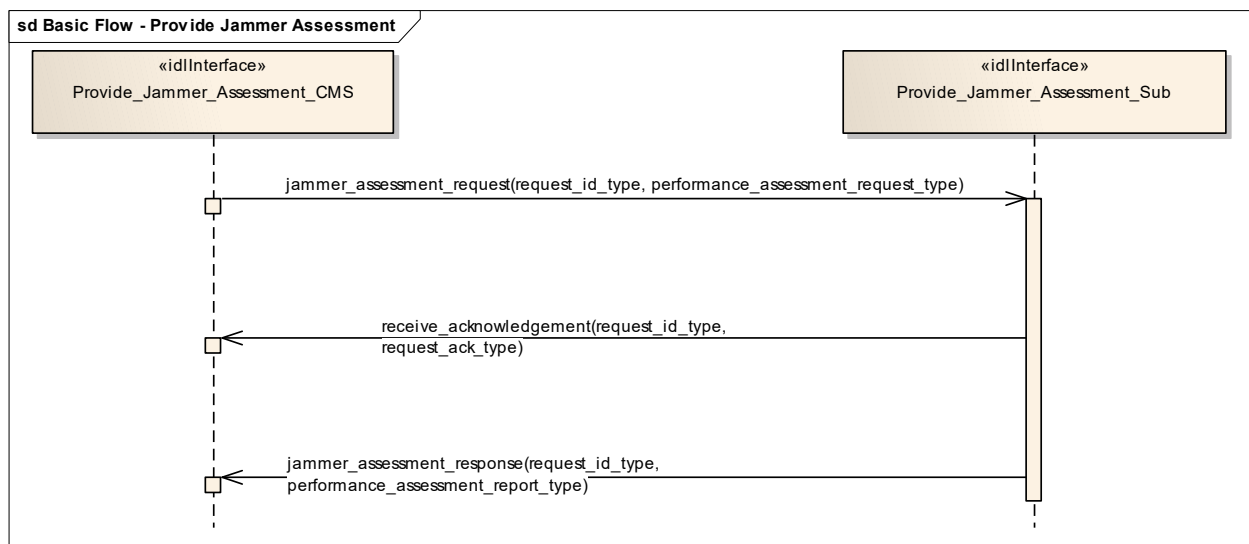 sd Basic Flow - Provide Jammer Assessment
«idlInterface»
Provide_Jammer_Assessment_CMS
«idlInterface»
Provide_Jammer_Assessment_Sub
jammer_assessment_request(request_id_type, performance_assessment_request_type)
receive_acknowledgement(request_id_type,
request_ack_type)
jammer_assessment_response(request_id_type,
performance_assessment_report_type)